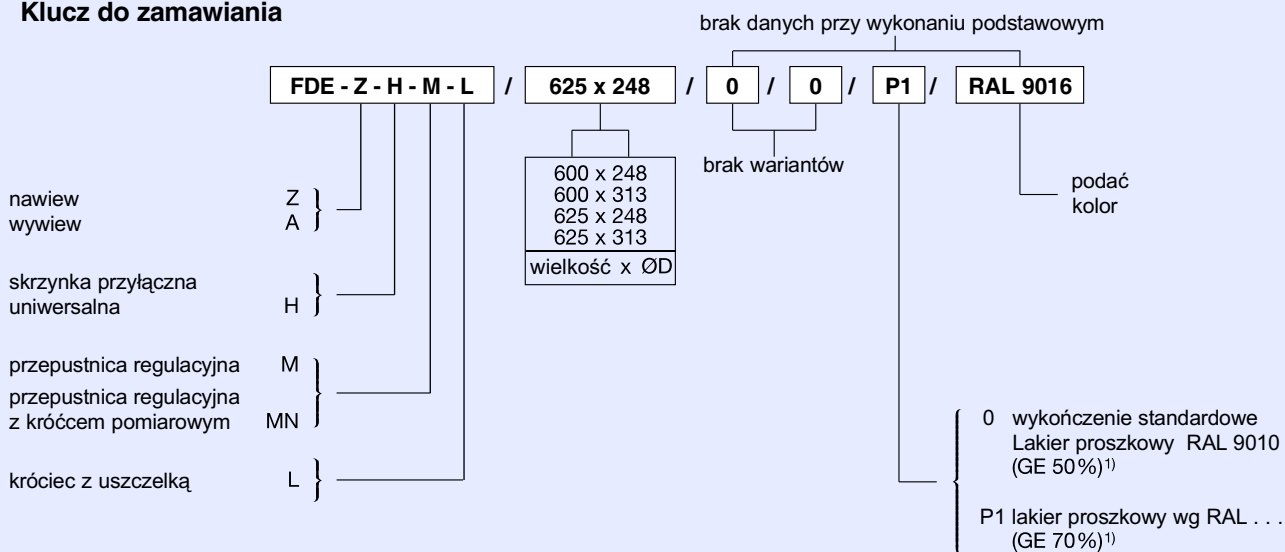 Klucz do zamawiania
brak danych przy wykonaniu podstawowym
FDE - Z - H - M - L / 625 x 248 / 0 / 0 / P1 / RAL 9016
600 x 248
600 x 313
625 x 248
625 x 313
wielkość x ØD
brak wariantów
podać
kolor
nawiew Z
wywiew A
skrzynka przyłączna
uniwersalna H
przepustnica regulacyjna M
przepustnica regulacyjna
z króćcem pomiarowym MN
króciec z uszczelką L
0 wykończenie standardowe
Lakier proszkowy RAL 9010
(GE 50%)1)
P1 lakier proszkowy wg RAL . . .
(GE 70%)1)